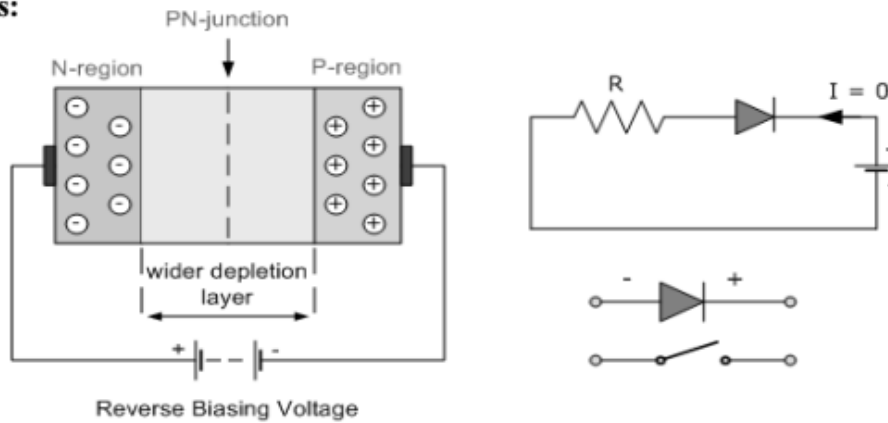 s:
PN-junction
N-region
P-region
wider depletion
layer
+ -
Reverse Biasing Voltage
R
I = 0
- +